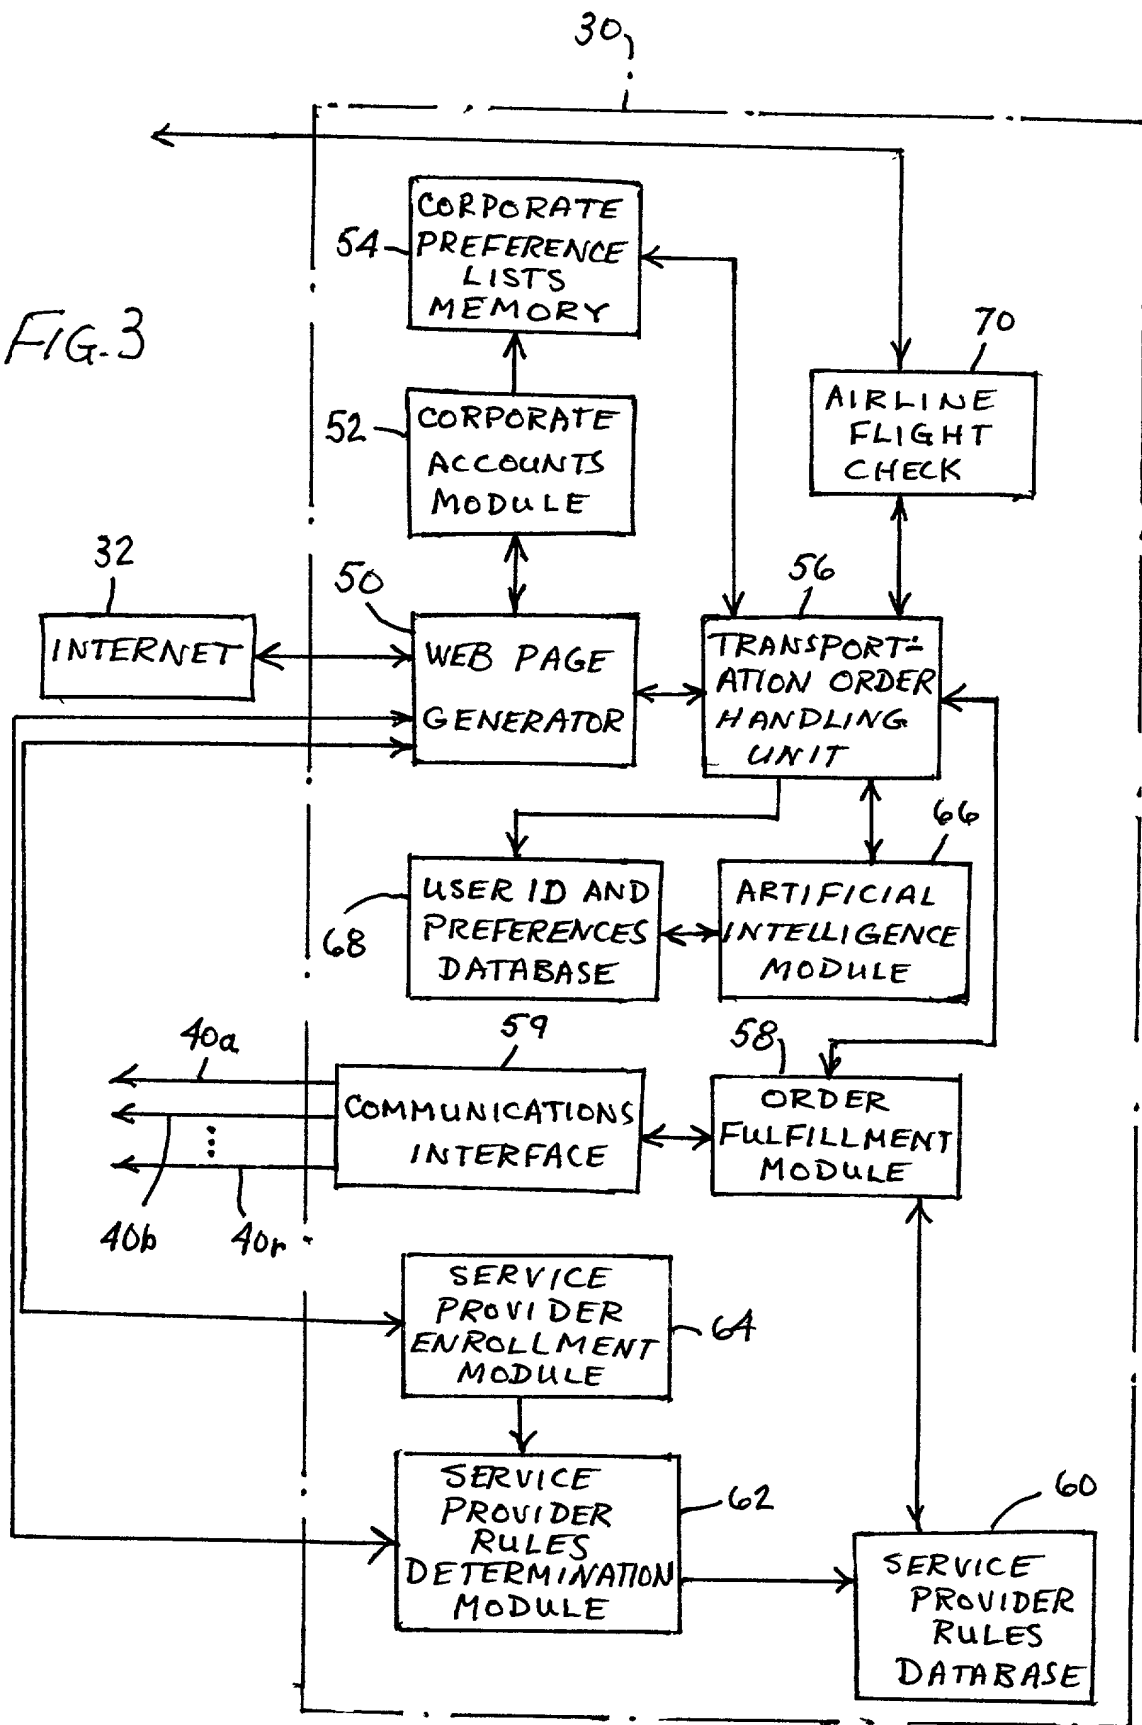 30
CORPORATE
PREFERENCE
LISTS
MEMORY
54
FIG. 3
70
AIRLINE
FLIGHT
CHECK
52
CORPORATE
ACCOUNTS
MODULE
32
INTERNET
50
WEB PAGE
GENERATOR
56
TRANSPORT-
ATION ORDER
HANDLING
UNIT
66
USER ID AND
PREFERENCES
DATABASE
68
ARTIFICIAL
INTELLIGENCE
MODULE
40a
40b
40n
59
COMMUNICATIONS
INTERFACE
58
ORDER
FULFILLMENT
MODULE
SERVICE
PROVIDER
ENROLLMENT
MODULE
64
SERVICE
PROVIDER
RULES
DETERMINATION
MODULE
62
60
SERVICE
PROVIDER
RULES
DATABASE